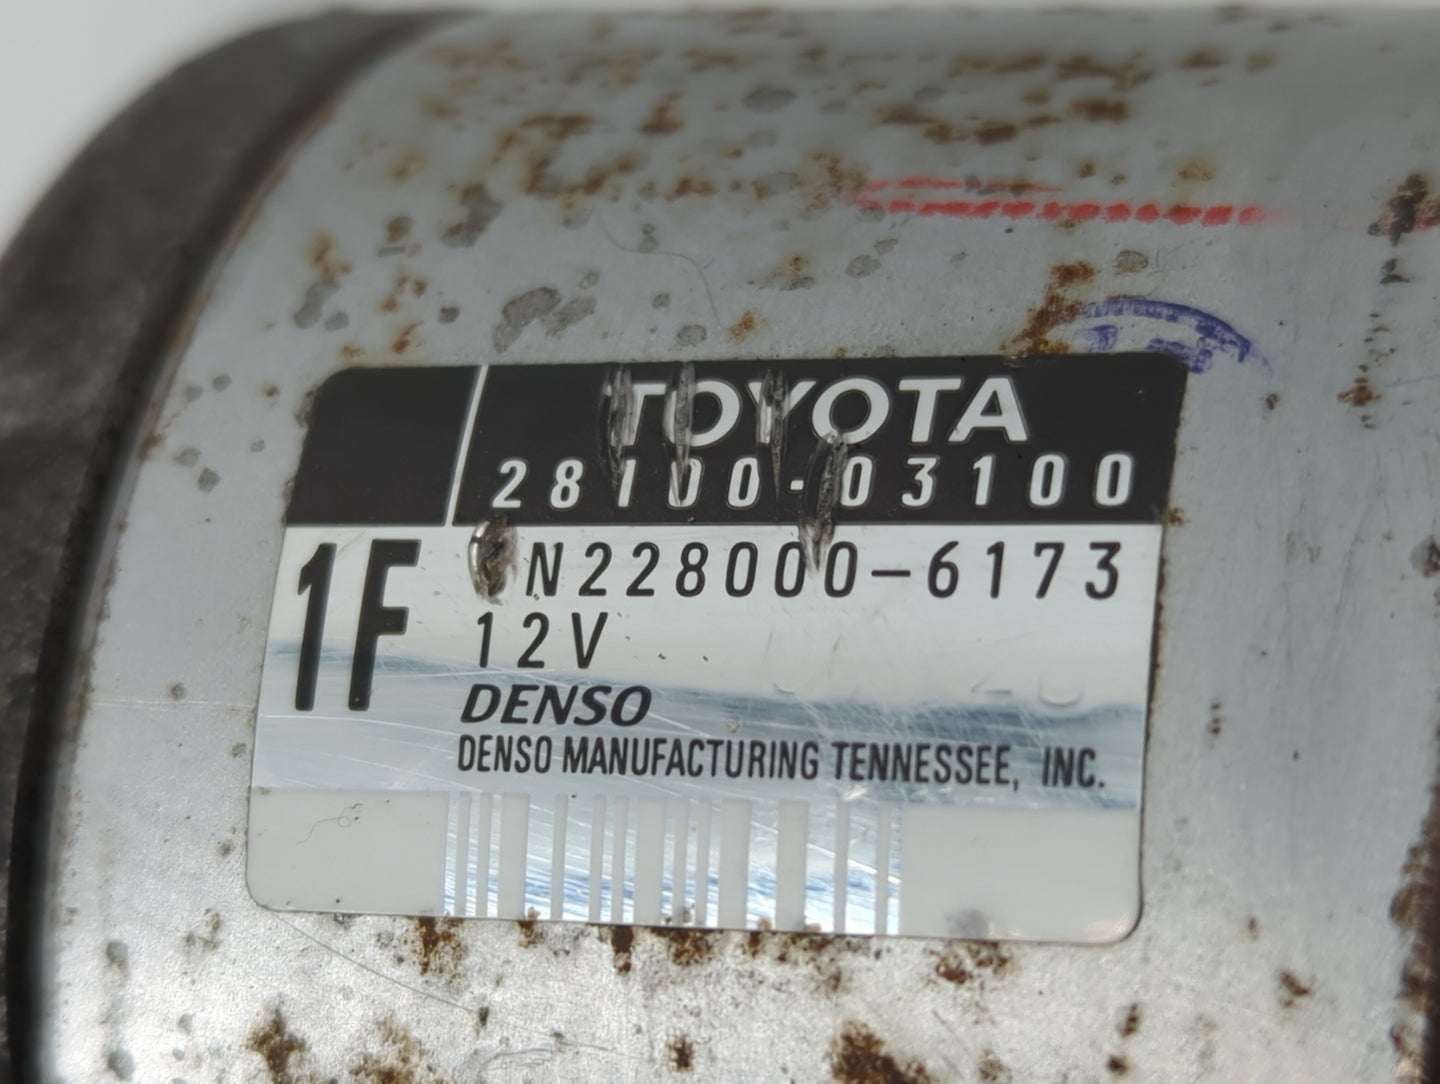 TOYOTA
28100-03100
1F
N228000-6173
12V
DENSO
DENSO MANUFACTURING TENNESSEE, INC.